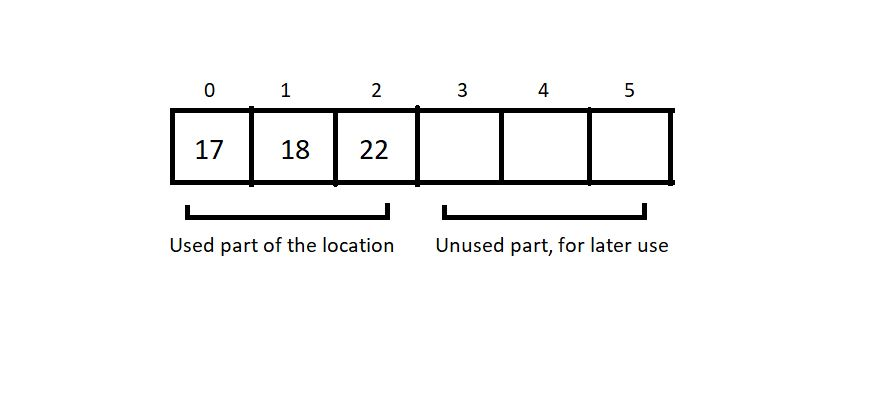 0 1 2 3 4 5
17 18 22
Used part of the location Unused part, for later use